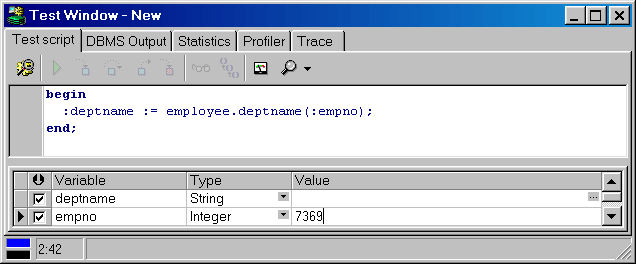 Test Window - New
Test script DBMS Output Statistics Profiler Trace
begin
:deptname := employee.deptname(:empno);
end;
Variable Type Value
deptname String
empno Integer 7369
2:42